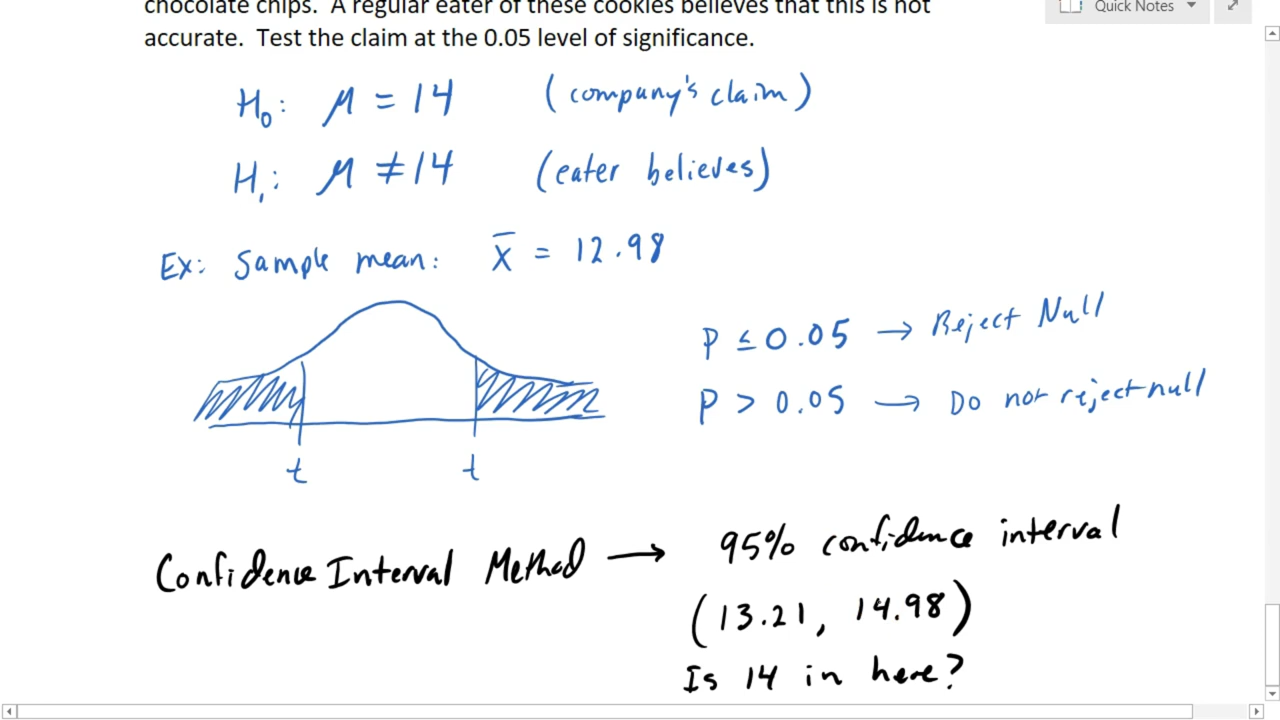 chocolate chips. A regular eater of these cookies believes that this is not
Quick Notes
accurate. Test the claim at the 0.05 level of significance.
H₀: μ = 14 (company's claim)
H₁: μ ≠ 14 (eater believes)
Ex: Sample mean: x̄ = 12.98
P ≤ 0.05 → Reject Null
P > 0.05 → Do not reject null
t t
Confidence Interval Method → 95% confidence interval
(13.21, 14.98)
Is 14 in here?